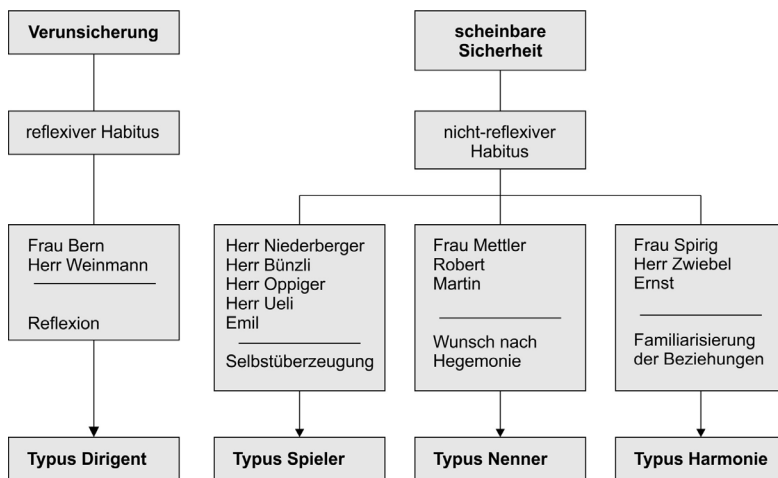 Verunsicherung
scheinbare
Sicherheit
reflexiver Habitus
nicht-reflexiver
Habitus
Frau Bern
Herr Weinmann
Reflexion
Herr Niederberger
Herr Bünzli
Herr Oppiger
Herr Ueli
Emil
Selbstüberzeugung
Frau Mettler
Robert
Martin
Wunsch nach
Hegemonie
Frau Spirig
Herr Zwiebel
Ernst
Familiarisierung
der Beziehungen
Typus Dirigent
Typus Spieler
Typus Nenner
Typus Harmonie